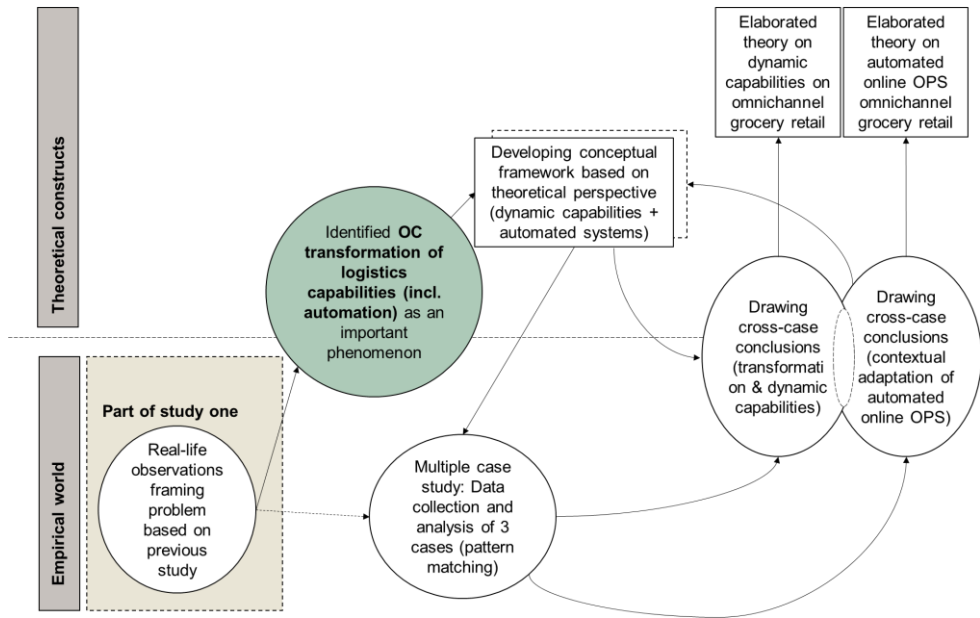 Theoretical constructs
Empirical world
Part of study one
Real-life
observations
framing
problem
based on
previous
study
Identified OC
transformation of
logistics
capabilities (incl.
automation) as an
important
phenomenon
Developing conceptual
framework based on
theoretical perspective
(dynamic capabilities +
automated systems)
Multiple case
study: Data
collection and
analysis of 3
cases (pattern
matching)
Drawing
cross-case
conclusions
(transformati
on & dynamic
capabilities)
Drawing
cross-case
conclusions
(contextual
adaptation of
automated
online OPS)
Elaborated
theory on
dynamic
capabilities on
omnichannel
grocery retail
Elaborated
theory on
automated
online OPS
omnichannel
grocery retail